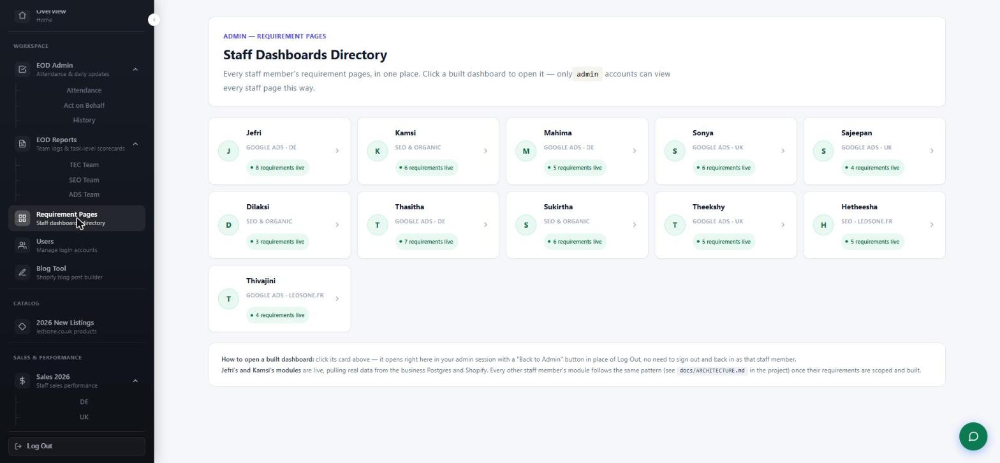 Overview
Home
WORKSPACE
EOD Admin
Attendance & daily updates
Attendance
Act on Behalf
History
EOD Reports
Team logs & task-level scorecards
TEC Team
SEO Team
ADS Team
Requirement Pages
Staff dashboard directory
Users
Manage login accounts
Blog Tool
Shopify blog post builder
CATALOG
2026 New Listings
ledsone.co.uk products
SALES & PERFORMANCE
Sales 2026
Staff sales performance
DE
UK
Log Out
ADMIN — REQUIREMENT PAGES
Staff Dashboards Directory
Every staff member's requirement pages, in one place. Click a built dashboard to open it — only admin accounts can view
every staff page this way.
J
Jefri
GOOGLE ADS - DE
8 requirements live
K
Kamsi
SEO & ORGANIC
6 requirements live
M
Mahima
GOOGLE ADS - DE
5 requirements live
S
Sonya
GOOGLE ADS - UK
6 requirements live
S
Sajeepan
GOOGLE ADS - UK
4 requirements live
D
Dilaksi
SEO & ORGANIC
3 requirements live
T
Thasitha
GOOGLE ADS - DE
7 requirements live
S
Sukirtha
SEO & ORGANIC
6 requirements live
T
Theekshy
GOOGLE ADS - UK
5 requirements live
H
Hetheesha
SEO - LEDSONE.FR
5 requirements live
T
Thivajini
GOOGLE ADS - LEDSONE.FR
4 requirements live
How to open a built dashboard: click its card above — it opens right here in your admin session with a "Back to Admin" button in place of Log Out, no need to sign out and back in as that staff member.
Jefri's and Kamsi's modules are live, pulling real data from the business Postgres and Shopify. Every other staff member's module follows the same pattern (see docs/ARCHITECTURE.md in the project) once their requirements are scoped and built.